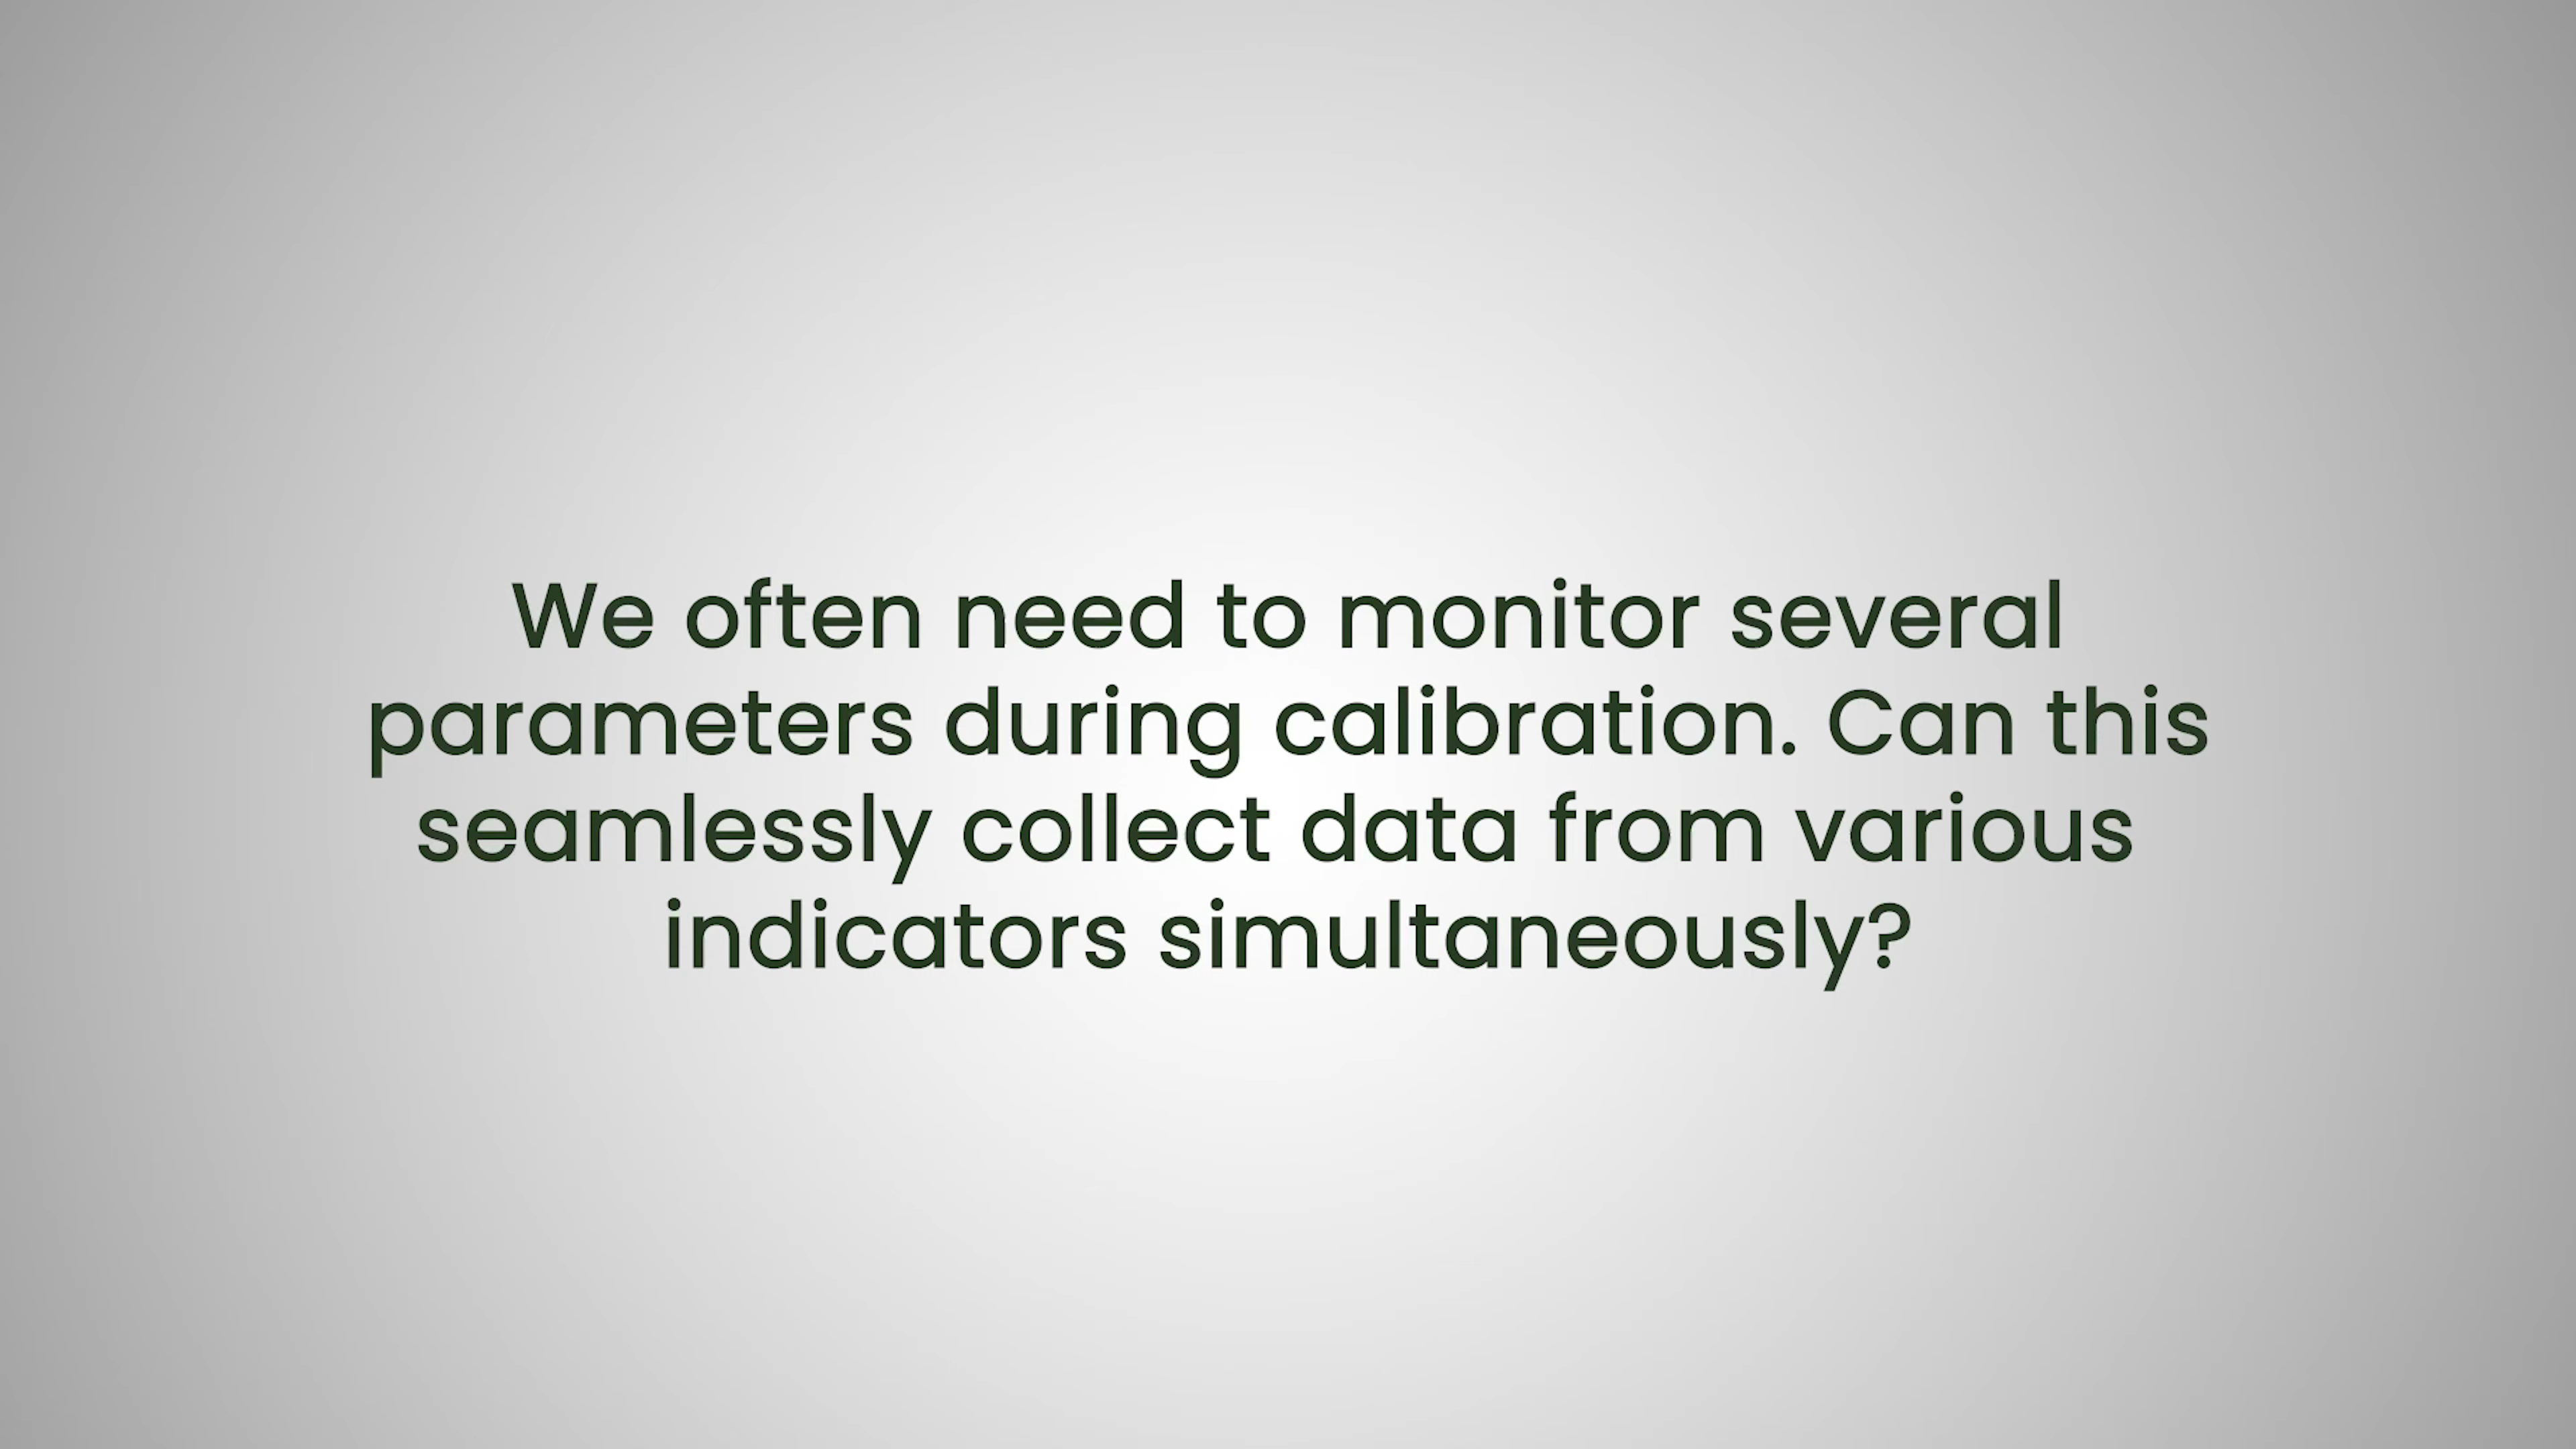 We often need to monitor several
parameters during calibration. Can this
seamlessly collect data from various
indicators simultaneously?